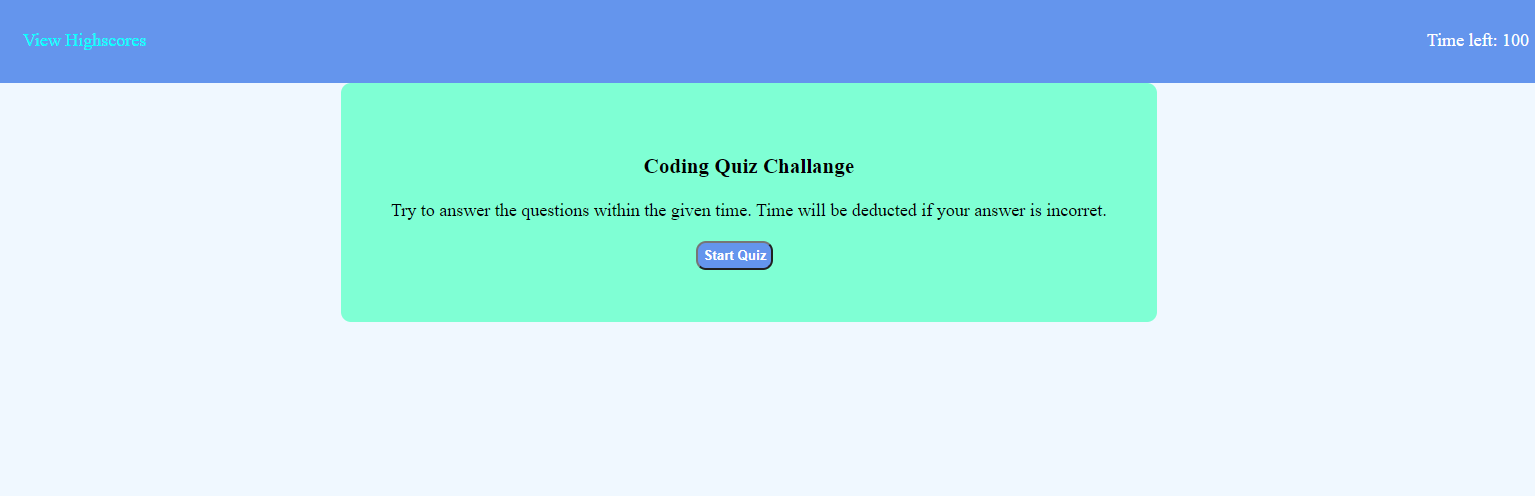 View Highscores
Time left: 100
Coding Quiz Challange
Try to answer the questions within the given time. Time will be deducted if your answer is incorret.
Start Quiz